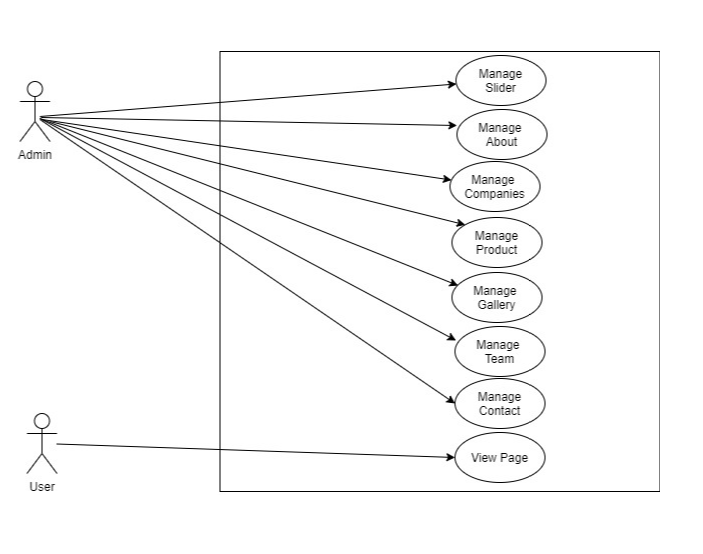 Manage
Slider
Manage
About
Admin
Manage
Companies
Manage
Product
Manage
Gallery
Manage
Team
Manage
Contact
View Page
User